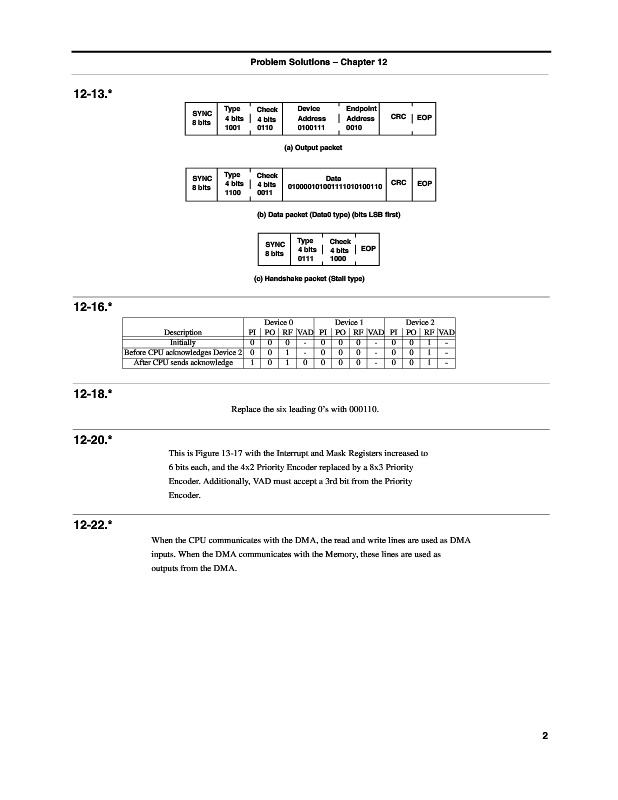 Problem Solutions – Chapter 12
12-13.*
SYNC 8 bits Type 4 bits 1001 Check 4 bits 0110 Device Address 0100111 Endpoint Address 0010 CRC EOP
(a) Output packet
SYNC 8 bits Type 4 bits 1100 Check 4 bits 0011 Data 010000101001111010100110 CRC EOP
(b) Data packet (Data0 type) (bits LSB first)
SYNC 8 bits Type 4 bits 0111 Check 4 bits 1000 EOP
(c) Handshake packet (Stall type)
12-16.*
Device 0 Device 1 Device 2
Description PI PO RF VAD PI PO RF VAD PI PO RF VAD
Initially 0 0 0 - 0 0 0 - 0 0 1 -
Before CPU acknowledges Device 2 0 0 1 - 0 0 0 - 0 0 1 -
After CPU sends acknowledge 1 0 1 0 0 0 0 - 0 0 1 -
12-18.*
Replace the six leading 0’s with 000110.
12-20.*
This is Figure 13-17 with the Interrupt and Mask Registers increased to
6 bits each, and the 4x2 Priority Encoder replaced by a 8x3 Priority
Encoder. Additionally, VAD must accept a 3rd bit from the Priority
Encoder.
12-22.*
When the CPU communicates with the DMA, the read and write lines are used as DMA
inputs. When the DMA communicates with the Memory, these lines are used as
outputs from the DMA.
2